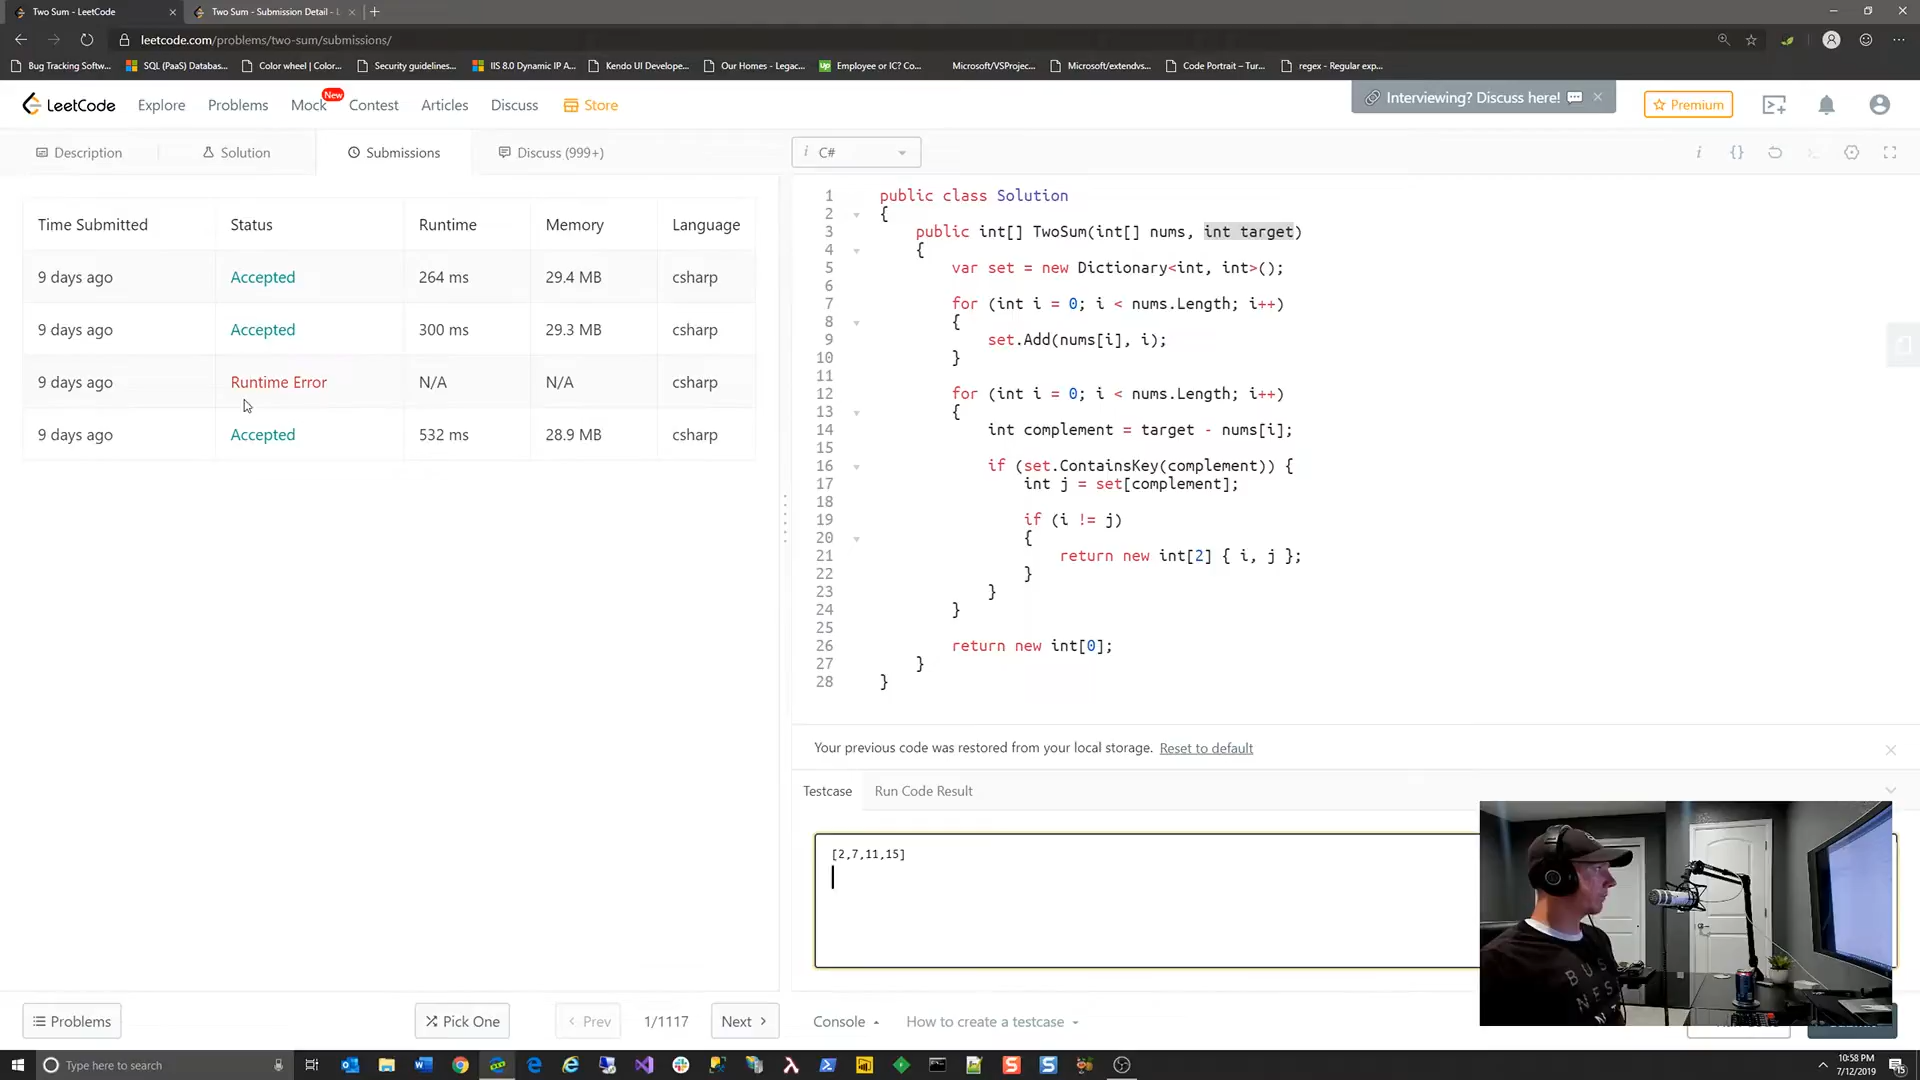 Two Sum - LeetCode
Two Sum - Submission Detail - L
leetcode.com/problems/two-sum/submissions/
Bug Tracking Softw...
SQL (PaaS) Databas...
Color wheel | Color...
Security guidelines...
IIS 8.0 Dynamic IP A...
Kendo UI Develope...
Our Homes - Legac...
Employee or IC? Co...
Microsoft/VSProjec...
Microsoft/extendvs...
Code Portrait – Tur...
regex - Regular exp...
LeetCode
Explore
Problems
Mock
New
Contest
Articles
Discuss
Store
Interviewing? Discuss here!
Premium
Description
Solution
Submissions
Discuss (999+)
C#
Time Submitted Status Runtime Memory Language
9 days ago Accepted 264 ms 29.4 MB csharp
9 days ago Accepted 300 ms 29.3 MB csharp
9 days ago Runtime Error N/A N/A csharp
9 days ago Accepted 532 ms 28.9 MB csharp
1 public class Solution
2 {
3 public int[] TwoSum(int[] nums, int target)
4 {
5 var set = new Dictionary<int, int>();
6
7 for (int i = 0; i < nums.Length; i++)
8 {
9 set.Add(nums[i], i);
10 }
11
12 for (int i = 0; i < nums.Length; i++)
13 {
14 int complement = target - nums[i];
15
16 if (set.ContainsKey(complement)) {
17 int j = set[complement];
18
19 if (i != j)
20 {
21 return new int[2] { i, j };
22 }
23 }
24 }
25
26 return new int[0];
27 }
28 }
Your previous code was restored from your local storage. Reset to default
Testcase
Run Code Result
[2,7,11,15]
BUS
NESS
Problems
Pick One
Prev
1/1117
Next
Console
How to create a testcase
Type here to search
10:58 PM
7/12/2019
15